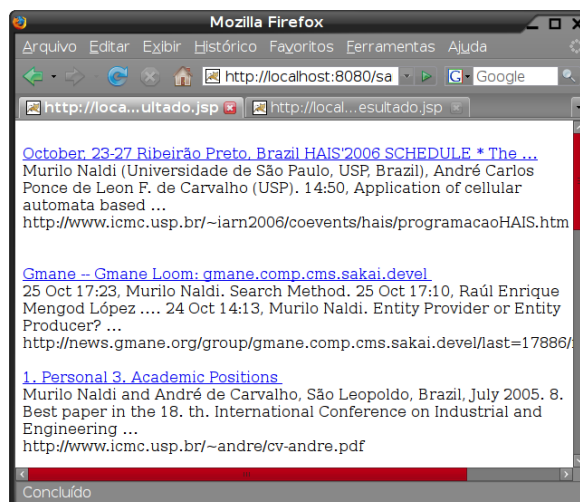 Mozilla Firefox
Arquivo Editar Exibir Histórico Favoritos Ferramentas Ajuda
http://localhost:8080/sa G Google
http://loca...ultado.jsp http://local...esultado.jsp
October, 23-27 Ribeirão Preto, Brazil HAIS'2006 SCHEDULE * The ...
Murilo Naldi (Universidade de São Paulo, USP, Brazil), André Carlos
Ponce de Leon F. de Carvalho (USP). 14:50, Application of cellular
automata based ...
http://www.icmc.usp.br/~iarn2006/coevents/hais/programacaoHAIS.htm
Gmane -- Gmane Loom: gmane.comp.cms.sakai.devel
25 Oct 17:23, Murilo Naldi. Search Method. 25 Oct 17:10, Raúl Enrique
Mengod López .... 24 Oct 14:13, Murilo Naldi. Entity Provider or Entity
Producer? ...
http://news.gmane.org/group/gmane.comp.cms.sakai.devel/last=17886/
1. Personal 3. Academic Positions
Murilo Naldi and André de Carvalho, São Leopoldo, Brazil, July 2005. 8.
Best paper in the 18. th. International Conference on Industrial and
Engineering ...
http://www.icmc.usp.br/~andre/cv-andre.pdf
Concluído